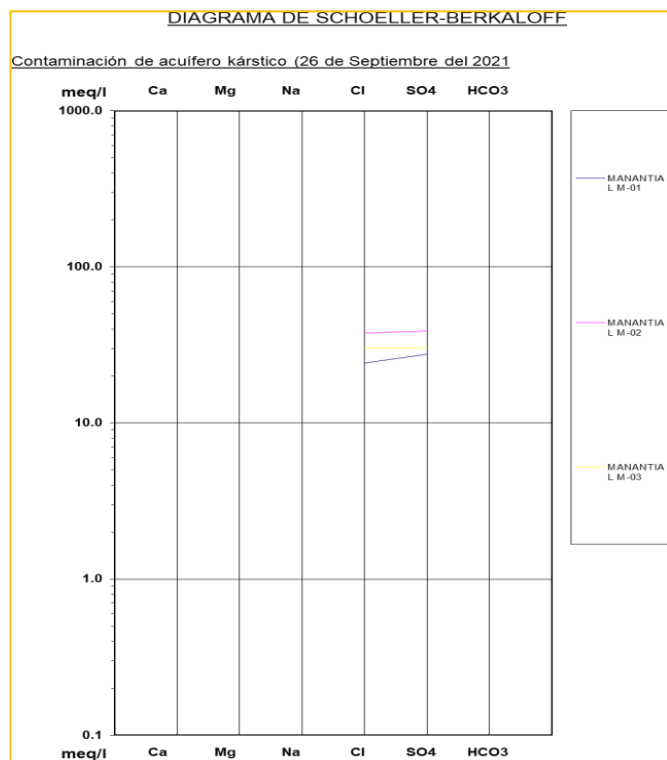 DIAGRAMA DE SCHOELLER-BERKALOFF
Contaminación de acuífero kárstico (26 de Septiembre del 2021
meq/l Ca Mg Na Cl SO4 HCO3
1000.0
100.0
10.0
1.0
0.1
meq/l Ca Mg Na Cl SO4 HCO3
MANANTIA
L M-01
MANANTIA
L M-02
MANANTIA
L M-03